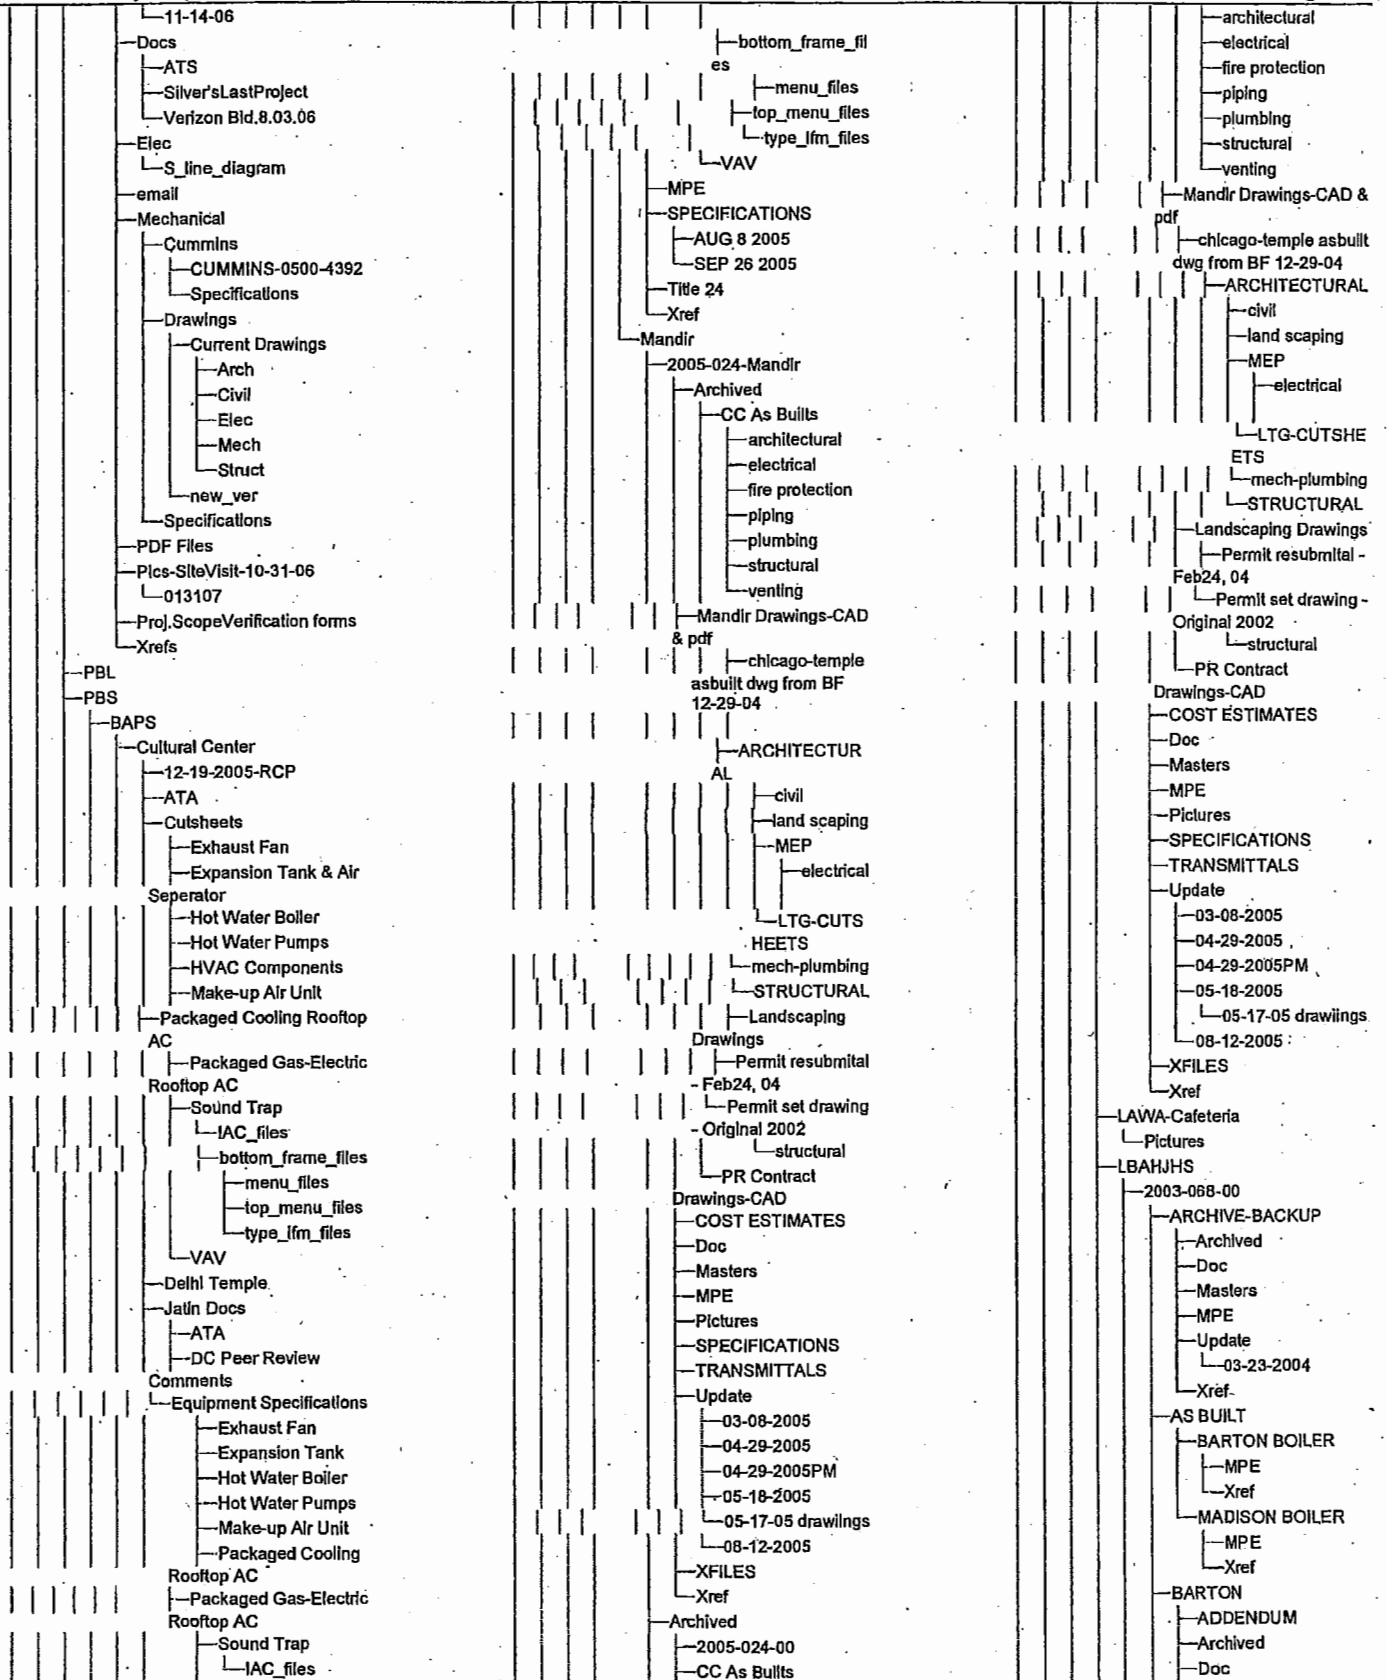 11-14-06
Docs
ATS
Silver'sLastProject
Verizon Bld.8.03.06
Elec
S_line_diagram
email
Mechanical
Cummins
CUMMINS-0500-4392
Specifications
Drawings
Current Drawings
Arch
Civil
Elec
Mech
Struct
new_ver
Specifications
PDF Files
Pics-SiteVisit-10-31-06
013107
Proj.ScopeVerification forms
Xrefs
PBL
PBS
BAPS
Cultural Center
12-19-2005-RCP
ATA
Cutsheets
Exhaust Fan
Expansion Tank & Air
Seperator
Hot Water Boiler
Hot Water Pumps
HVAC Components
Make-up Air Unit
Packaged Cooling Rooftop
AC
Packaged Gas-Electric
Rooftop AC
Sound Trap
IAC_files
bottom_frame_files
menu_files
top_menu_files
type_lfm_files
VAV
Delhi Temple
Jatin Docs
ATA
DC Peer Review
Comments
Equipment Specifications
Exhaust Fan
Expansion Tank
Hot Water Boiler
Hot Water Pumps
Make-up Air Unit
Packaged Cooling
Rooftop AC
Packaged Gas-Electric
Rooftop AC
Sound Trap
IAC_files
bottom_frame_fil
es
menu_files
top_menu_files
type_lfm_files
VAV
MPE
SPECIFICATIONS
AUG 8 2005
SEP 26 2005
Title 24
Xref
Mandir
2005-024-Mandir
Archived
CC As Builts
architectural
electrical
fire protection
piping
plumbing
structural
venting
Mandir Drawings-CAD
& pdf
chicago-temple
asbuilt dwg from BF
12-29-04
ARCHITECTUR
AL
civil
land scaping
MEP
electrical
LTG-CUTS
HEETS
mech-plumbing
STRUCTURAL
Landscaping
Drawings
Permit resubmital
- Feb24, 04
Permit set drawing
- Original 2002
structural
PR Contract
Drawings-CAD
COST ESTIMATES
Doc
Masters
MPE
Pictures
SPECIFICATIONS
TRANSMITTALS
Update
03-08-2005
04-29-2005
04-29-2005PM
05-18-2005
05-17-05 drawiings
08-12-2005
XFILES
Xref
Archived
2005-024-00
CC As Builts
architectural
electrical
fire protection
piping
plumbing
structural
venting
Mandir Drawings-CAD &
pdf
chicago-temple asbuilt
dwg from BF 12-29-04
ARCHITECTURAL
civil
land scaping
MEP
electrical
LTG-CUTSHE
ETS
mech-plumbing
STRUCTURAL
Landscaping Drawings
Permit resubmital -
Feb24, 04
Permit set drawing -
Original 2002
structural
PR Contract
Drawings-CAD
COST ESTIMATES
Doc
Masters
MPE
Pictures
SPECIFICATIONS
TRANSMITTALS
Update
03-08-2005
04-29-2005
04-29-2005PM
05-18-2005
05-17-05 drawiings
08-12-2005
XFILES
Xref
LAWA-Cafeteria
Pictures
LBAHJHS
2003-068-00
ARCHIVE-BACKUP
Archived
Doc
Masters
MPE
Update
03-23-2004
Xref
AS BUILT
BARTON BOILER
MPE
Xref
MADISON BOILER
MPE
Xref
BARTON
ADDENDUM
Archived
Doc